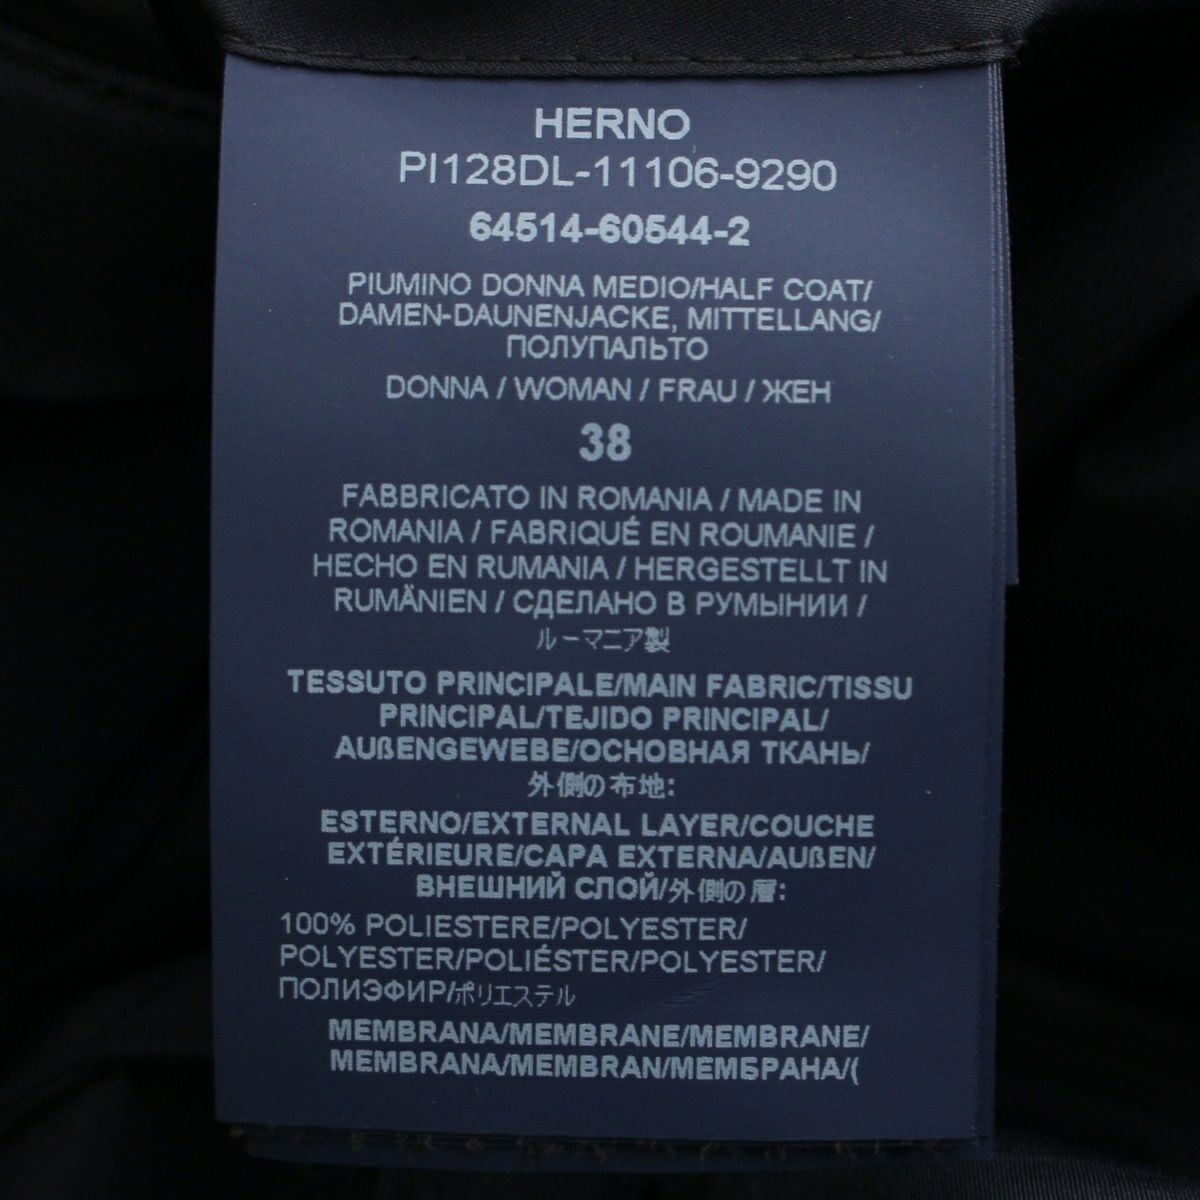 HERNO
PI128DL-11106-9290
64514-60544-2
PIUMINO DONNA MEDIO/HALF COAT/
DAMEN-DAUNENJACKE, MITTELLANG/
ПОЛУПАЛЬТО
DONNA / WOMAN / FRAU / ЖЕН
38
FABBRICATO IN ROMANIA / MADE IN
ROMANIA / FABRIQUÉ EN ROUMANIE /
HECHO EN RUMANIA / HERGESTELLT IN
RUMÄNIEN / СДЕЛАНО В РУМЫНИИ /
ルーマニア製
TESSUTO PRINCIPALE/MAIN FABRIC/TISSU
PRINCIPAL/TEJIDO PRINCIPAL/
AUßENGEWEBE/ОСНОВНАЯ ТКАНЬ/
外側の布地:
ESTERNO/EXTERNAL LAYER/COUCHE
EXTÉRIEURE/CAPA EXTERNA/AUßEN/
ВНЕШНИЙ СЛОЙ/外側の層:
100% POLIESTERE/POLYESTER/
POLYESTER/POLIÉSTER/POLYESTER/
ПОЛИЭФИР/ポリエステル
MEMBRANA/MEMBRANE/MEMBRANE/
MEMBRANA/MEMBRAN/МЕМБРАНА/(